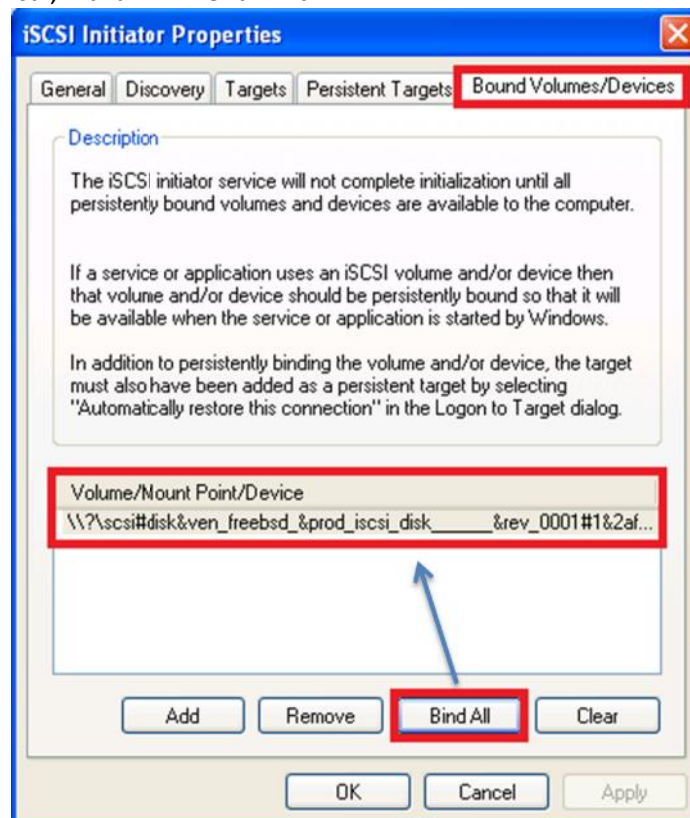 iSCSI Initiator Properties
General Discovery Targets Persistent Targets Bound Volumes/Devices
Description
The iSCSI initiator service will not complete initialization until all
persistently bound volumes and devices are available to the computer.
If a service or application uses an iSCSI volume and/or device then
that volume and/or device should be persistently bound so that it will
be available when the service or application is started by Windows.
In addition to persistently binding the volume and/or device, the target
must also have been added as a persistent target by selecting
"Automatically restore this connection" in the Logon to Target dialog.
Volume/Mount Point/Device
\\?\scsi#disk&ven_freebsd_&prod_iscsi_disk______&rev_0001#1&2af...
Add Remove Bind All Clear
OK Cancel Apply